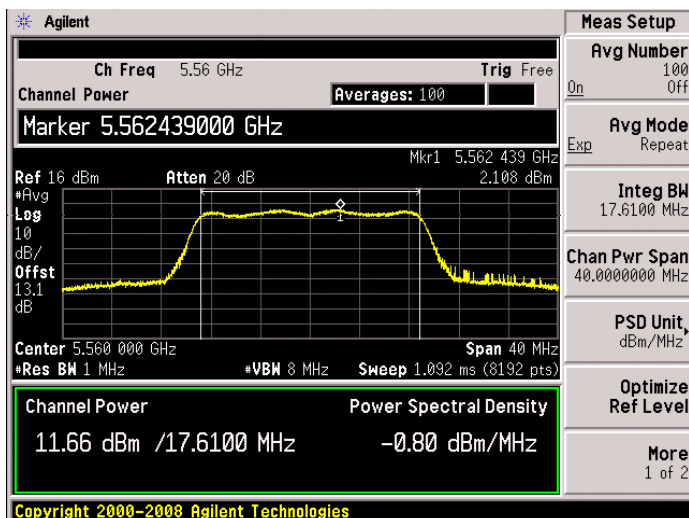 Agilent
Meas Setup
Ch Freq 5.56 GHz Trig Free
Channel Power Averages: 100
Marker 5.562439000 GHz
Mkr1 5.562 439 GHz
Ref 16 dBm Atten 20 dB 2.108 dBm
#Avg
Log
10
dB/
Offst
13.1
dB
1
Center 5.560 000 GHz Span 40 MHz
#Res BW 1 MHz #VBW 8 MHz Sweep 1.092 ms (8192 pts)
Channel Power Power Spectral Density
11.66 dBm /17.6100 MHz -0.80 dBm/MHz
Copyright 2000-2008 Agilent Technologies
Avg Number
100
On Off
Avg Mode
Exp Repeat
Integ BW
17.6100 MHz
Chan Pwr Span
40.0000000 MHz
PSD Unit
dBm/MHz
Optimize
Ref Level
More
1 of 2